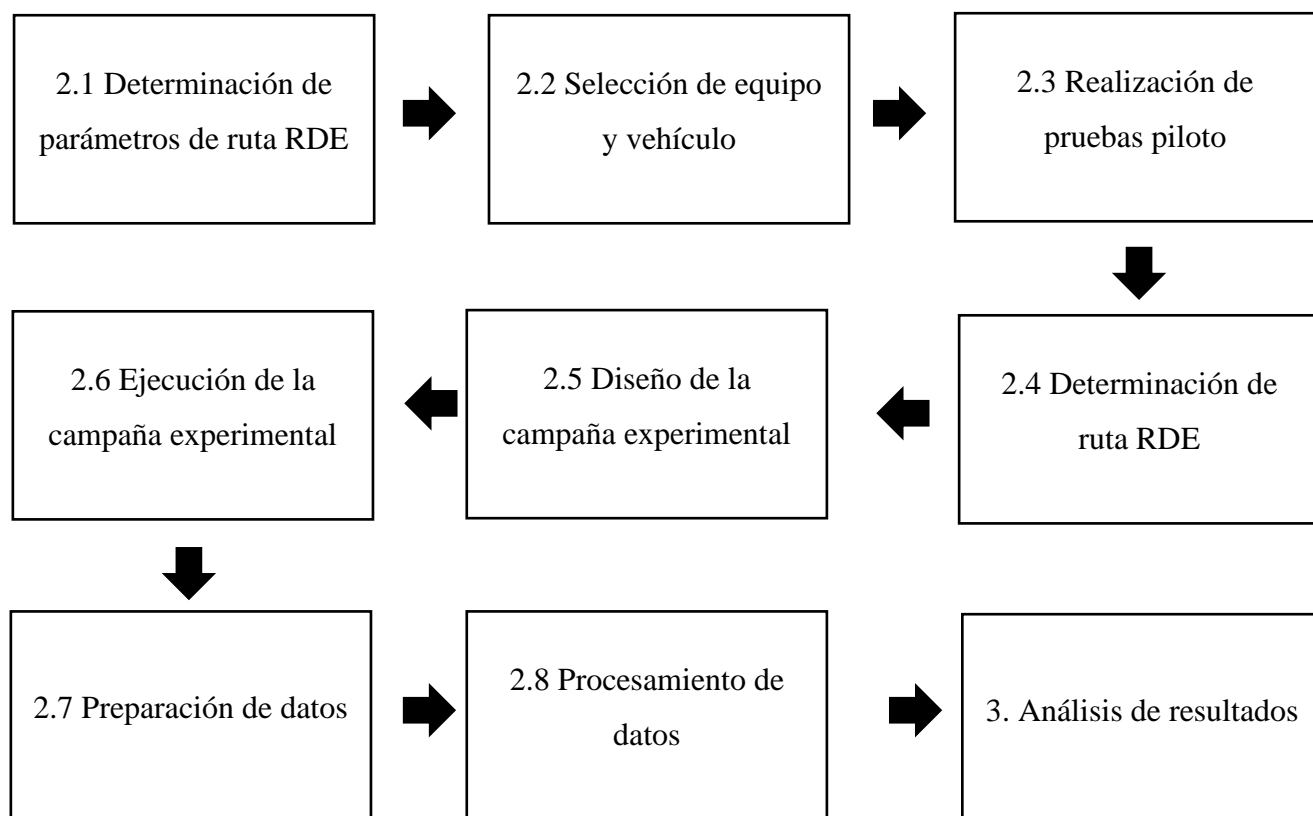 2.1 Determinación de
parámetros de ruta RDE
2.2 Selección de equipo
y vehículo
2.3 Realización de
pruebas piloto
2.4 Determinación de
ruta RDE
2.5 Diseño de la
campaña experimental
2.6 Ejecución de la
campaña experimental
2.7 Preparación de datos
2.8 Procesamiento de
datos
3. Análisis de resultados